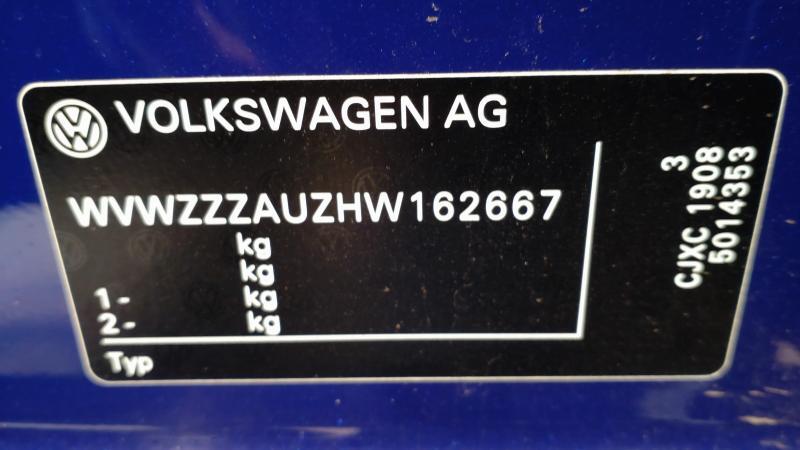 VOLKSWAGEN AG
WVWZZZAUZHW162667
kg
kg
1- kg
2- kg
Typ
3
CJXC 1908
5014353